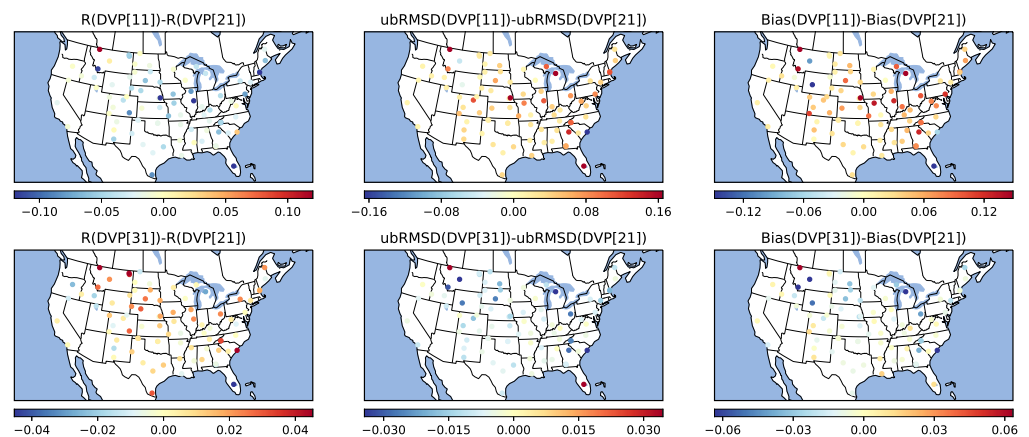 R(DVP[11])-R(DVP[21])
ubRMSD(DVP[11])-ubRMSD(DVP[21])
Bias(DVP[11])-Bias(DVP[21])
−0.10 −0.05 0.00 0.05 0.10
−0.16 −0.08 0.00 0.08 0.16
−0.12 −0.06 0.00 0.06 0.12
R(DVP[31])-R(DVP[21])
ubRMSD(DVP[31])-ubRMSD(DVP[21])
Bias(DVP[31])-Bias(DVP[21])
−0.04 −0.02 0.00 0.02 0.04
−0.030 −0.015 0.000 0.015 0.030
−0.06 −0.03 0.00 0.03 0.06